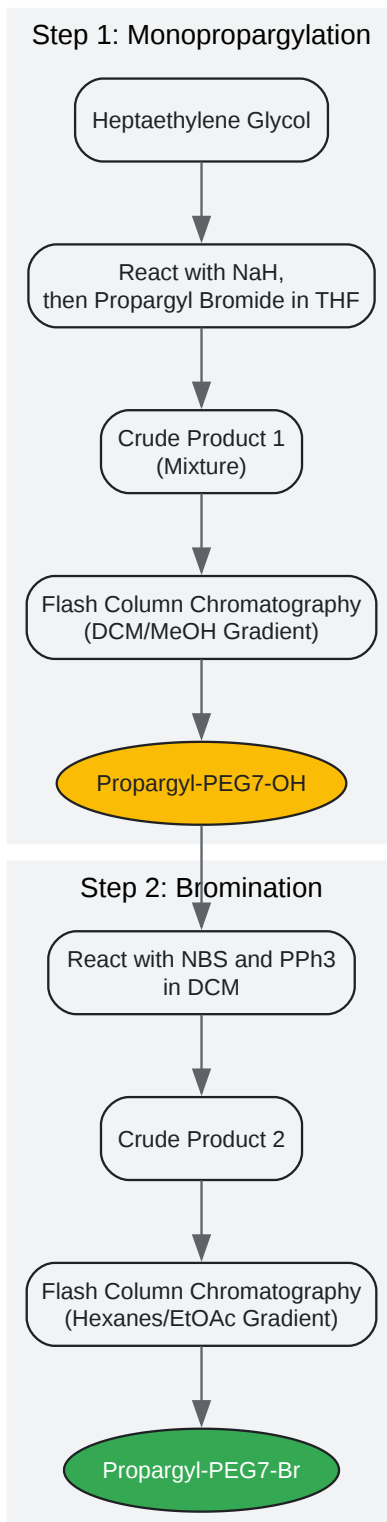 Step 1: Monopropargylation
Heptaethylene Glycol
React with NaH,
then Propargyl Bromide in THF
Crude Product 1
(Mixture)
Flash Column Chromatography
(DCM/MeOH Gradient)
Propargyl-PEG7-OH
Step 2: Bromination
React with NBS and PPh3
in DCM
Crude Product 2
Flash Column Chromatography
(Hexanes/EtOAc Gradient)
Propargyl-PEG7-Br